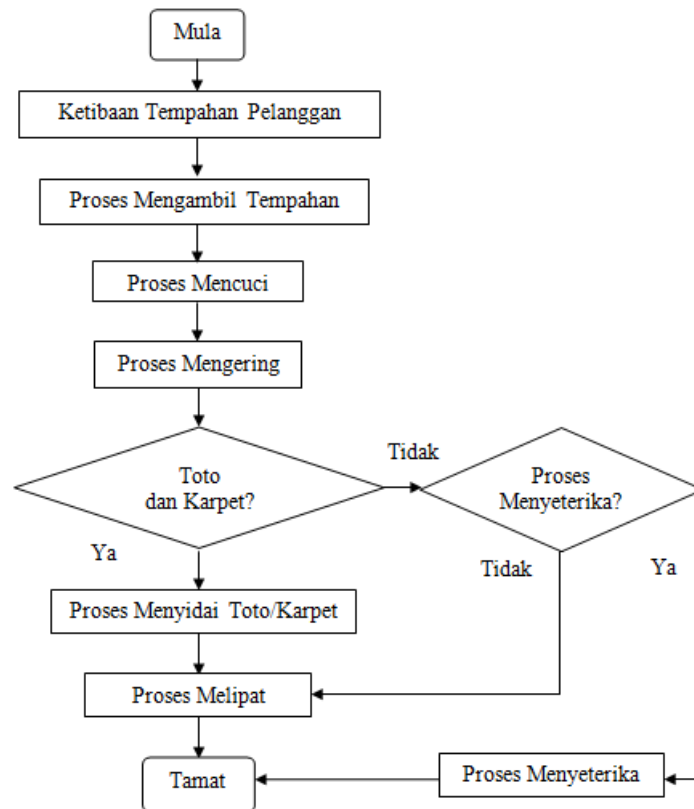 Mula
Ketibaan Tempahan Pelanggan
Proses Mengambil Tempahan
Proses Mencuci
Proses Mengering
Toto
dan Karpet?
Tidak
Proses
Menyeterika?
Ya
Tidak
Ya
Proses Menyidai Toto/Karpet
Proses Melipat
Tamat
Proses Menyeterika